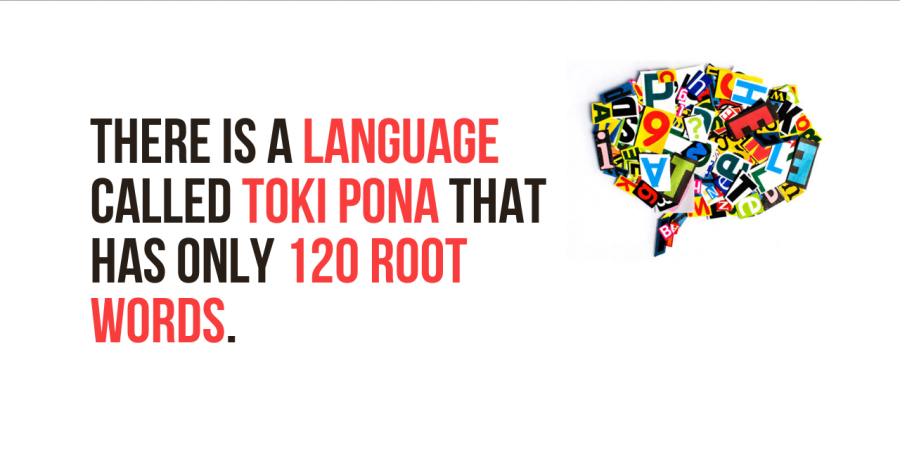 THERE IS A LANGUAGE
CALLED TOKI PONA THAT
HAS ONLY 120 ROOT
WORDS.